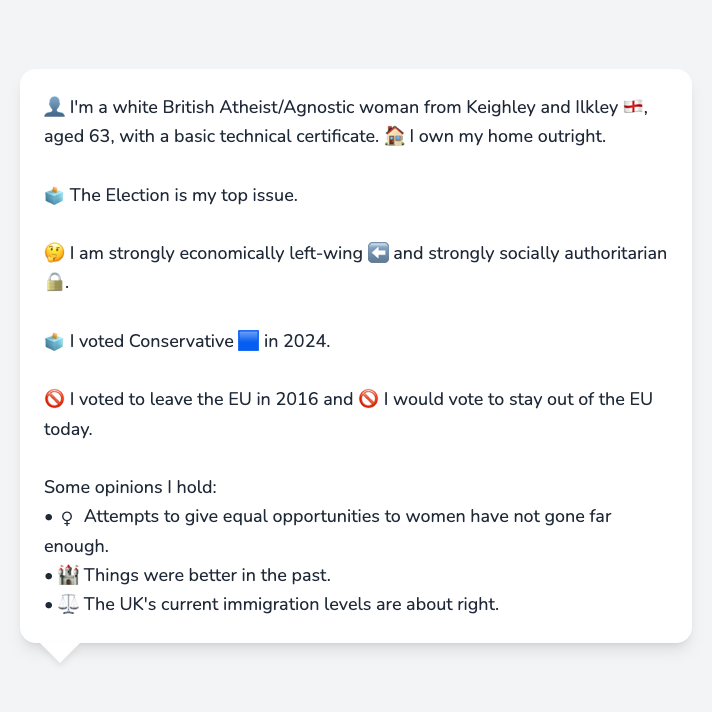 👤 I'm a white British Atheist/Agnostic woman from Keighley and Ilkley 🏴󠁧󠁢󠁥󠁮󠁧󠁿,
aged 63, with a basic technical certificate. 🏠 I own my home outright.
🗳️ The Election is my top issue.
🤔 I am strongly economically left-wing ⬅️ and strongly socially authoritarian
🔒.
🗳️ I voted Conservative 🟦 in 2024.
🚫 I voted to leave the EU in 2016 and 🚫 I would vote to stay out of the EU
today.
Some opinions I hold:
• ♀ Attempts to give equal opportunities to women have not gone far
enough.
• 🏰 Things were better in the past.
• ⚖️ The UK's current immigration levels are about right.